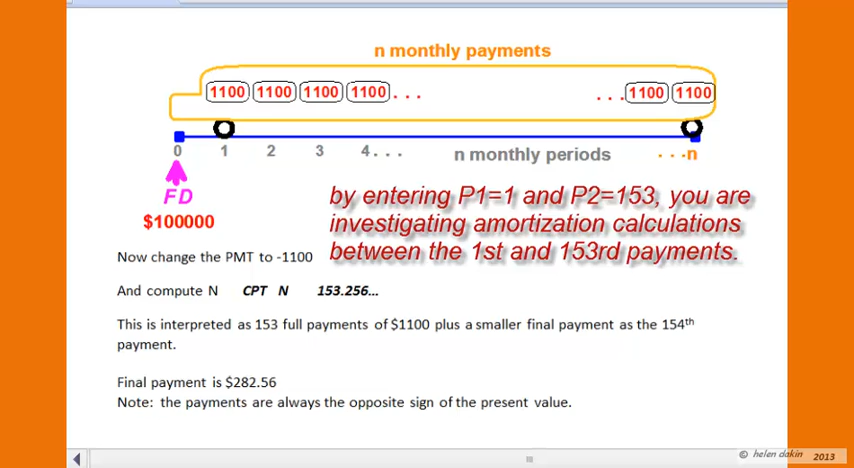 n monthly payments
1100 1100 1100 1100 . . . . . . 1100 1100
0 1 2 3 4 . . . n monthly periods . . . n
FD
$100000
by entering P1=1 and P2=153, you are
investigating amortization calculations
between the 1st and 153rd payments.
Now change the PMT to -1100
And compute N CPT N 153.256...
This is interpreted as 153 full payments of $1100 plus a smaller final payment as the 154th
payment.
Final payment is $282.56
Note: the payments are always the opposite sign of the present value.
© helen dakin 2013